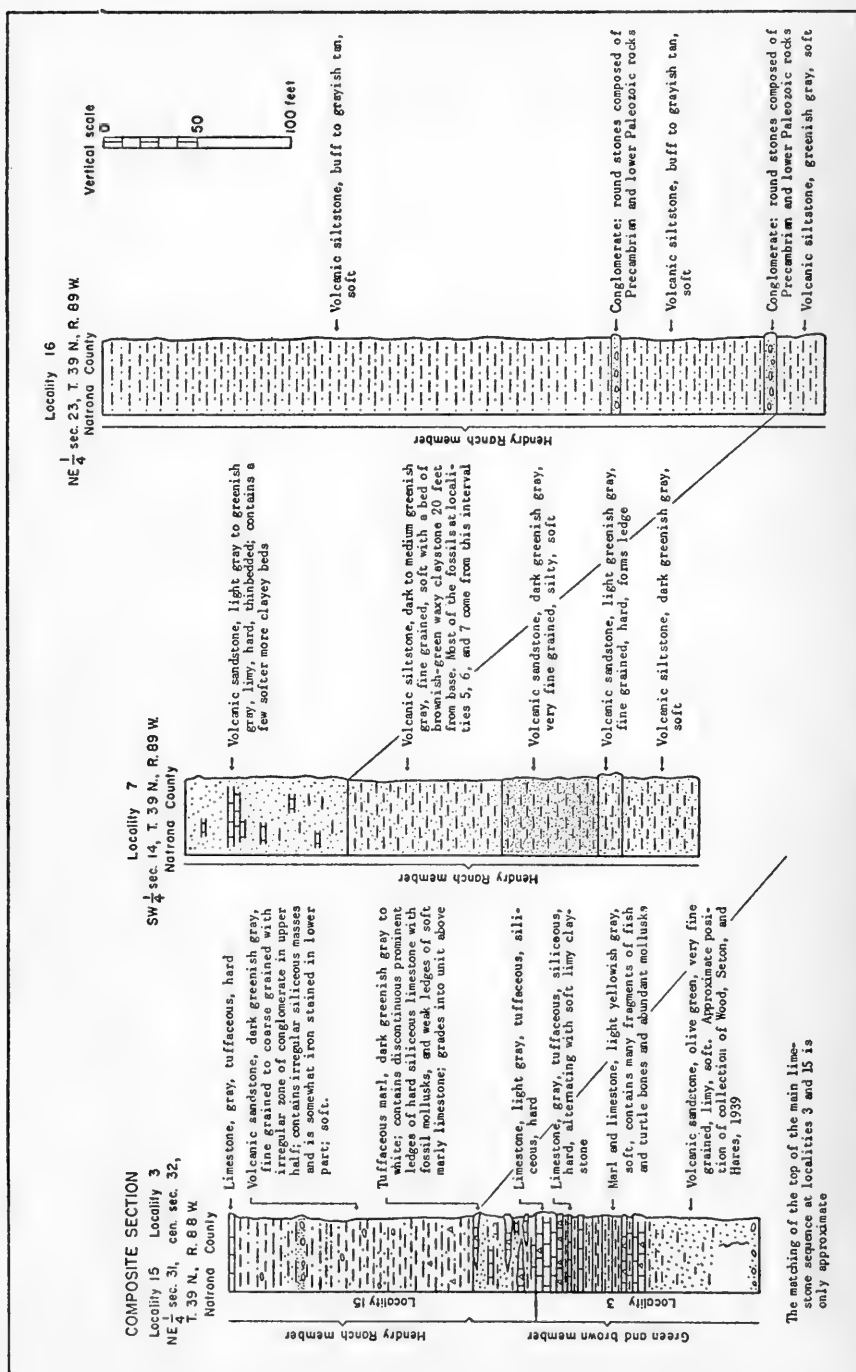 COMPOSITE SECTION
Locality 15 Locality 3
NE 1/4 sec. 31, cen. sec. 32,
T. 39 N., R. 88 W.
Natrona County
Hendry Ranch member
Green and brown member
Locality 15
Locality 3
Limestone, gray, tuffaceous, hard
Volcanic sandstone, dark greenish gray,
fine grained to coarse grained with
irregular zone of conglomerate in upper
half; contains irregular siliceous masses
and is somewhat iron stained in lower
part; soft.
Tuffaceous marl, dark greenish gray to
white; contains discontinuous prominent
ledges of hard siliceous limestone with
fossil mollusks, and weak ledges of soft
marly limestone; grades into unit above
Limestone, light gray, tuffaceous, sili-
ceous, hard
Limestone, gray, tuffaceous, siliceous,
hard, alternating with soft limy clay-
stone
Marl and limestone, light yellowish gray,
soft, contains many fragments of fish
and turtle bones and abundant mollusks
Volcanic sandstone, olive green, very fine
grained, limy, soft. Approximate posi-
tion of collection of Wood, Seton, and
Hares, 1939
The matching of the top of the main lime-
stone sequence at localities 3 and 15 is
only approximate
Locality 7
SW 1/4 sec. 14, T. 39 N., R. 89 W.
Natrona County
Hendry Ranch member
Volcanic sandstone, light gray to greenish
gray, limy, hard, thinbedded; contains a
few softer more clayey beds
Volcanic siltstone, dark to medium greenish
gray, fine grained, soft with a bed of
brownish-green waxy claystone 20 feet
from base. Most of the fossils at locali-
ties 5, 6, and 7 come from this interval
Volcanic sandstone, dark greenish gray,
very fine grained, silty, soft
Volcanic sandstone, light greenish gray,
fine grained, hard, forms ledge
Volcanic siltstone, dark greenish gray,
soft
Locality 16
NE 1/4 sec. 23, T. 39 N., R. 89 W.
Natrona County
Hendry Ranch member
Vertical scale
0
50
100 feet
Volcanic siltstone, buff to grayish tan,
soft
Conglomerate: round stones composed of
Precambrian and lower Paleozoic rocks
Volcanic siltstone, buff to grayish tan,
soft
Conglomerate: round stones composed of
Precambrian and lower Paleozoic rocks
Volcanic siltstone, greenish gray, soft